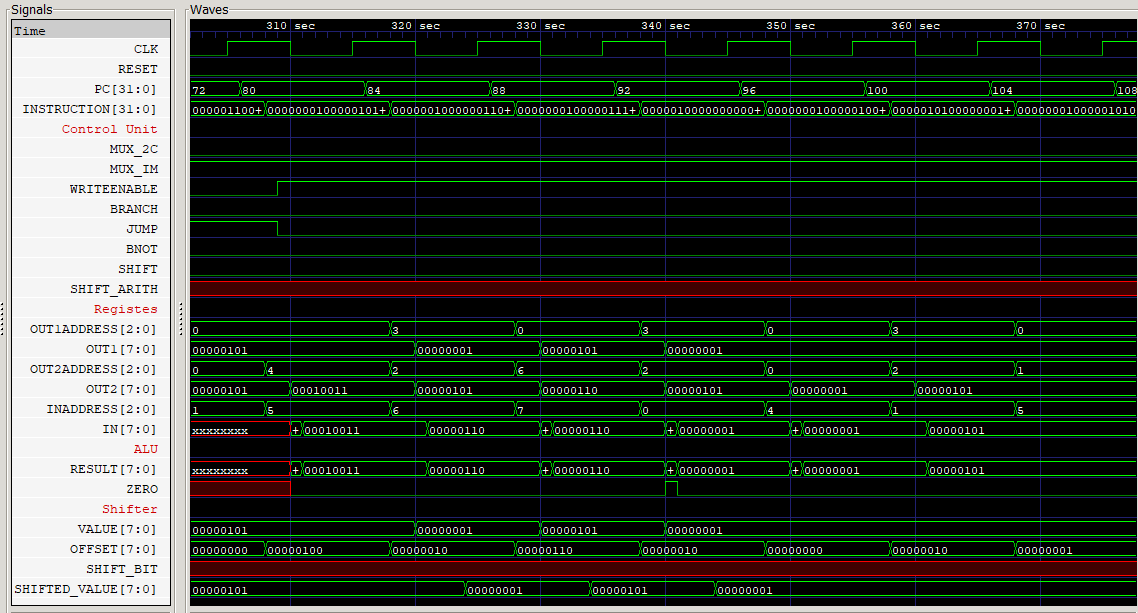 Signals Waves
Time 310 sec 320 sec 330 sec 340 sec 350 sec 360 sec 370 sec
CLK
RESET
PC[31:0] 72 80 84 88 92 96 100 104 108
INSTRUCTION[31:0] 000001100+ 0000000100000101+ 0000001000000110+ 0000000100000111+ 0000010000000000+ 0000001000000100+ 0000010100000001+ 0000000100000101 0
Control Unit
MUX_2C
MUX_IM
WRITEENABLE
BRANCH
JUMP
BNOT
SHIFT
SHIFT_ARITH
Registes
OUT1ADDRESS[2:0] 0 3 0 3 0 3 0
OUT1[7:0] 00000101 00000001 00000101 00000001
OUT2ADDRESS[2:0] 0 4 2 6 2 0 2 1
OUT2[7:0] 00000101 00010011 00000101 00000110 00000101 00000001 00000101
INADDRESS[2:0] 1 5 6 7 0 4 1 5
IN[7:0] xxxxxxxx + 00010011 00000110 + 00000110 + 00000001 + 00000001 00000101
ALU
RESULT[7:0] xxxxxxxx + 00010011 00000110 + 00000110 + 00000001 + 00000001 00000101
ZERO
Shifter
VALUE[7:0] 00000101 00000001 00000101 00000001
OFFSET[7:0] 00000000 00000100 00000010 00000110 00000010 00000000 00000010 00000001
SHIFT_BIT
SHIFTED_VALUE[7:0] 00000101 00000001 00000101 00000001